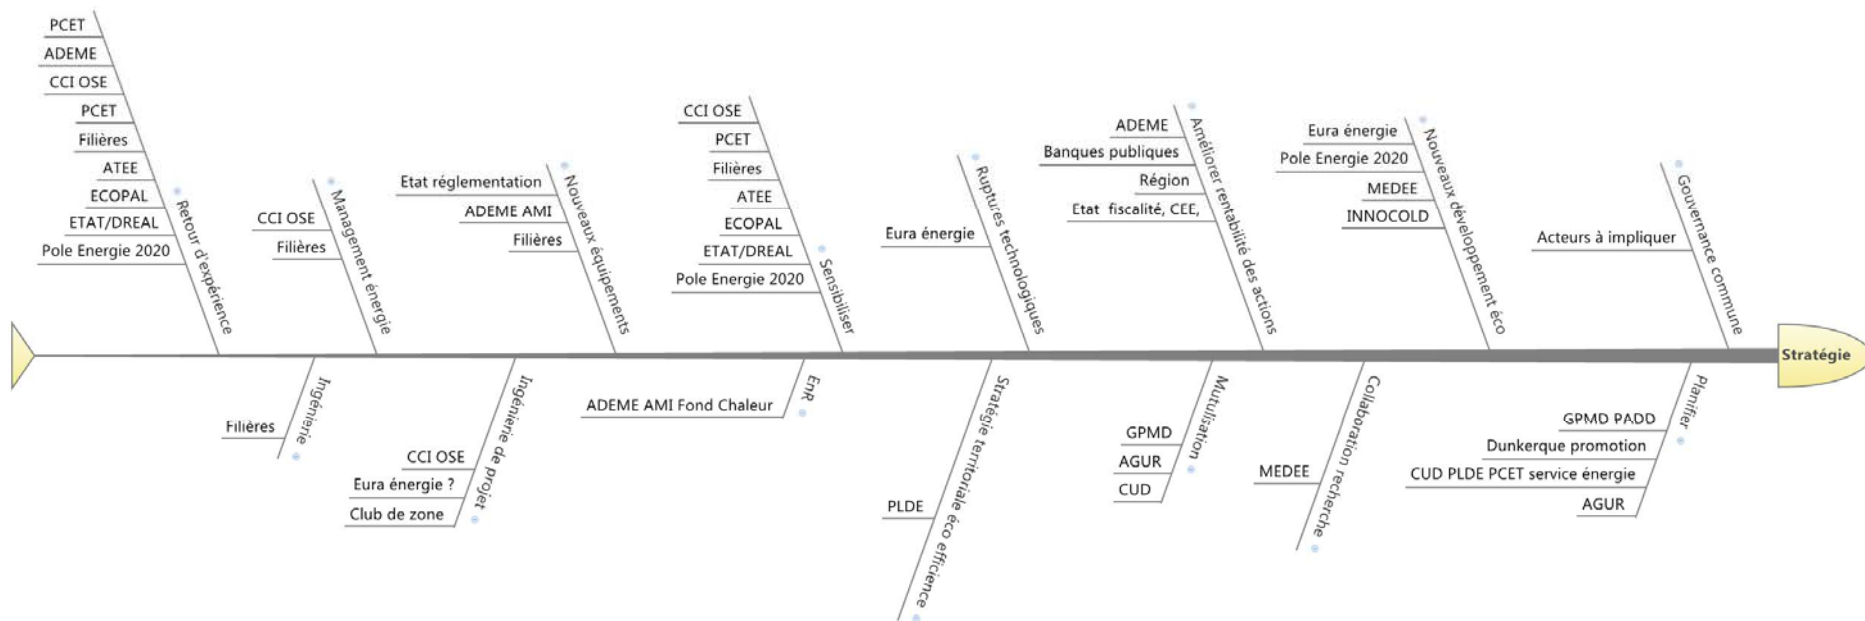 PCET
ADEME
CCI OSE
PCET
Filières
ATEE
ECOPAL
ETAT/DREAL
Pole Energie 2020
Retour d'expérience
CCI OSE
Filières
Management énergie
Etat réglementation
ADEME AMI
Filières
Nouveaux équipements
CCI OSE
PCET
Filières
ATEE
ECOPAL
ETAT/DREAL
Pole Energie 2020
Sensibiliser
Eura énergie
Ruptures technologiques
ADEME
Banques publiques
Région
Etat fiscalité, CEE,
Améliorer rentabilité des actions
Eura énergie
Pole Energie 2020
MEDEE
INNOCOLD
Nouveaux développement éco
Acteurs à impliquer
Gouvernance commune
Stratégie
Filières
Ingénierie
CCI OSE
Eura énergie ?
Club de zone
Ingénierie de projet
ADEME AMI Fond Chaleur
EnR
PLDE
Stratégie territoriale éco efficience
GPMD
AGUR
CUD
Mutulisation
MEDEE
Collaboration recherche
GPMD PADD
Dunkerque promotion
CUD PLDE PCET service énergie
AGUR
Planifier